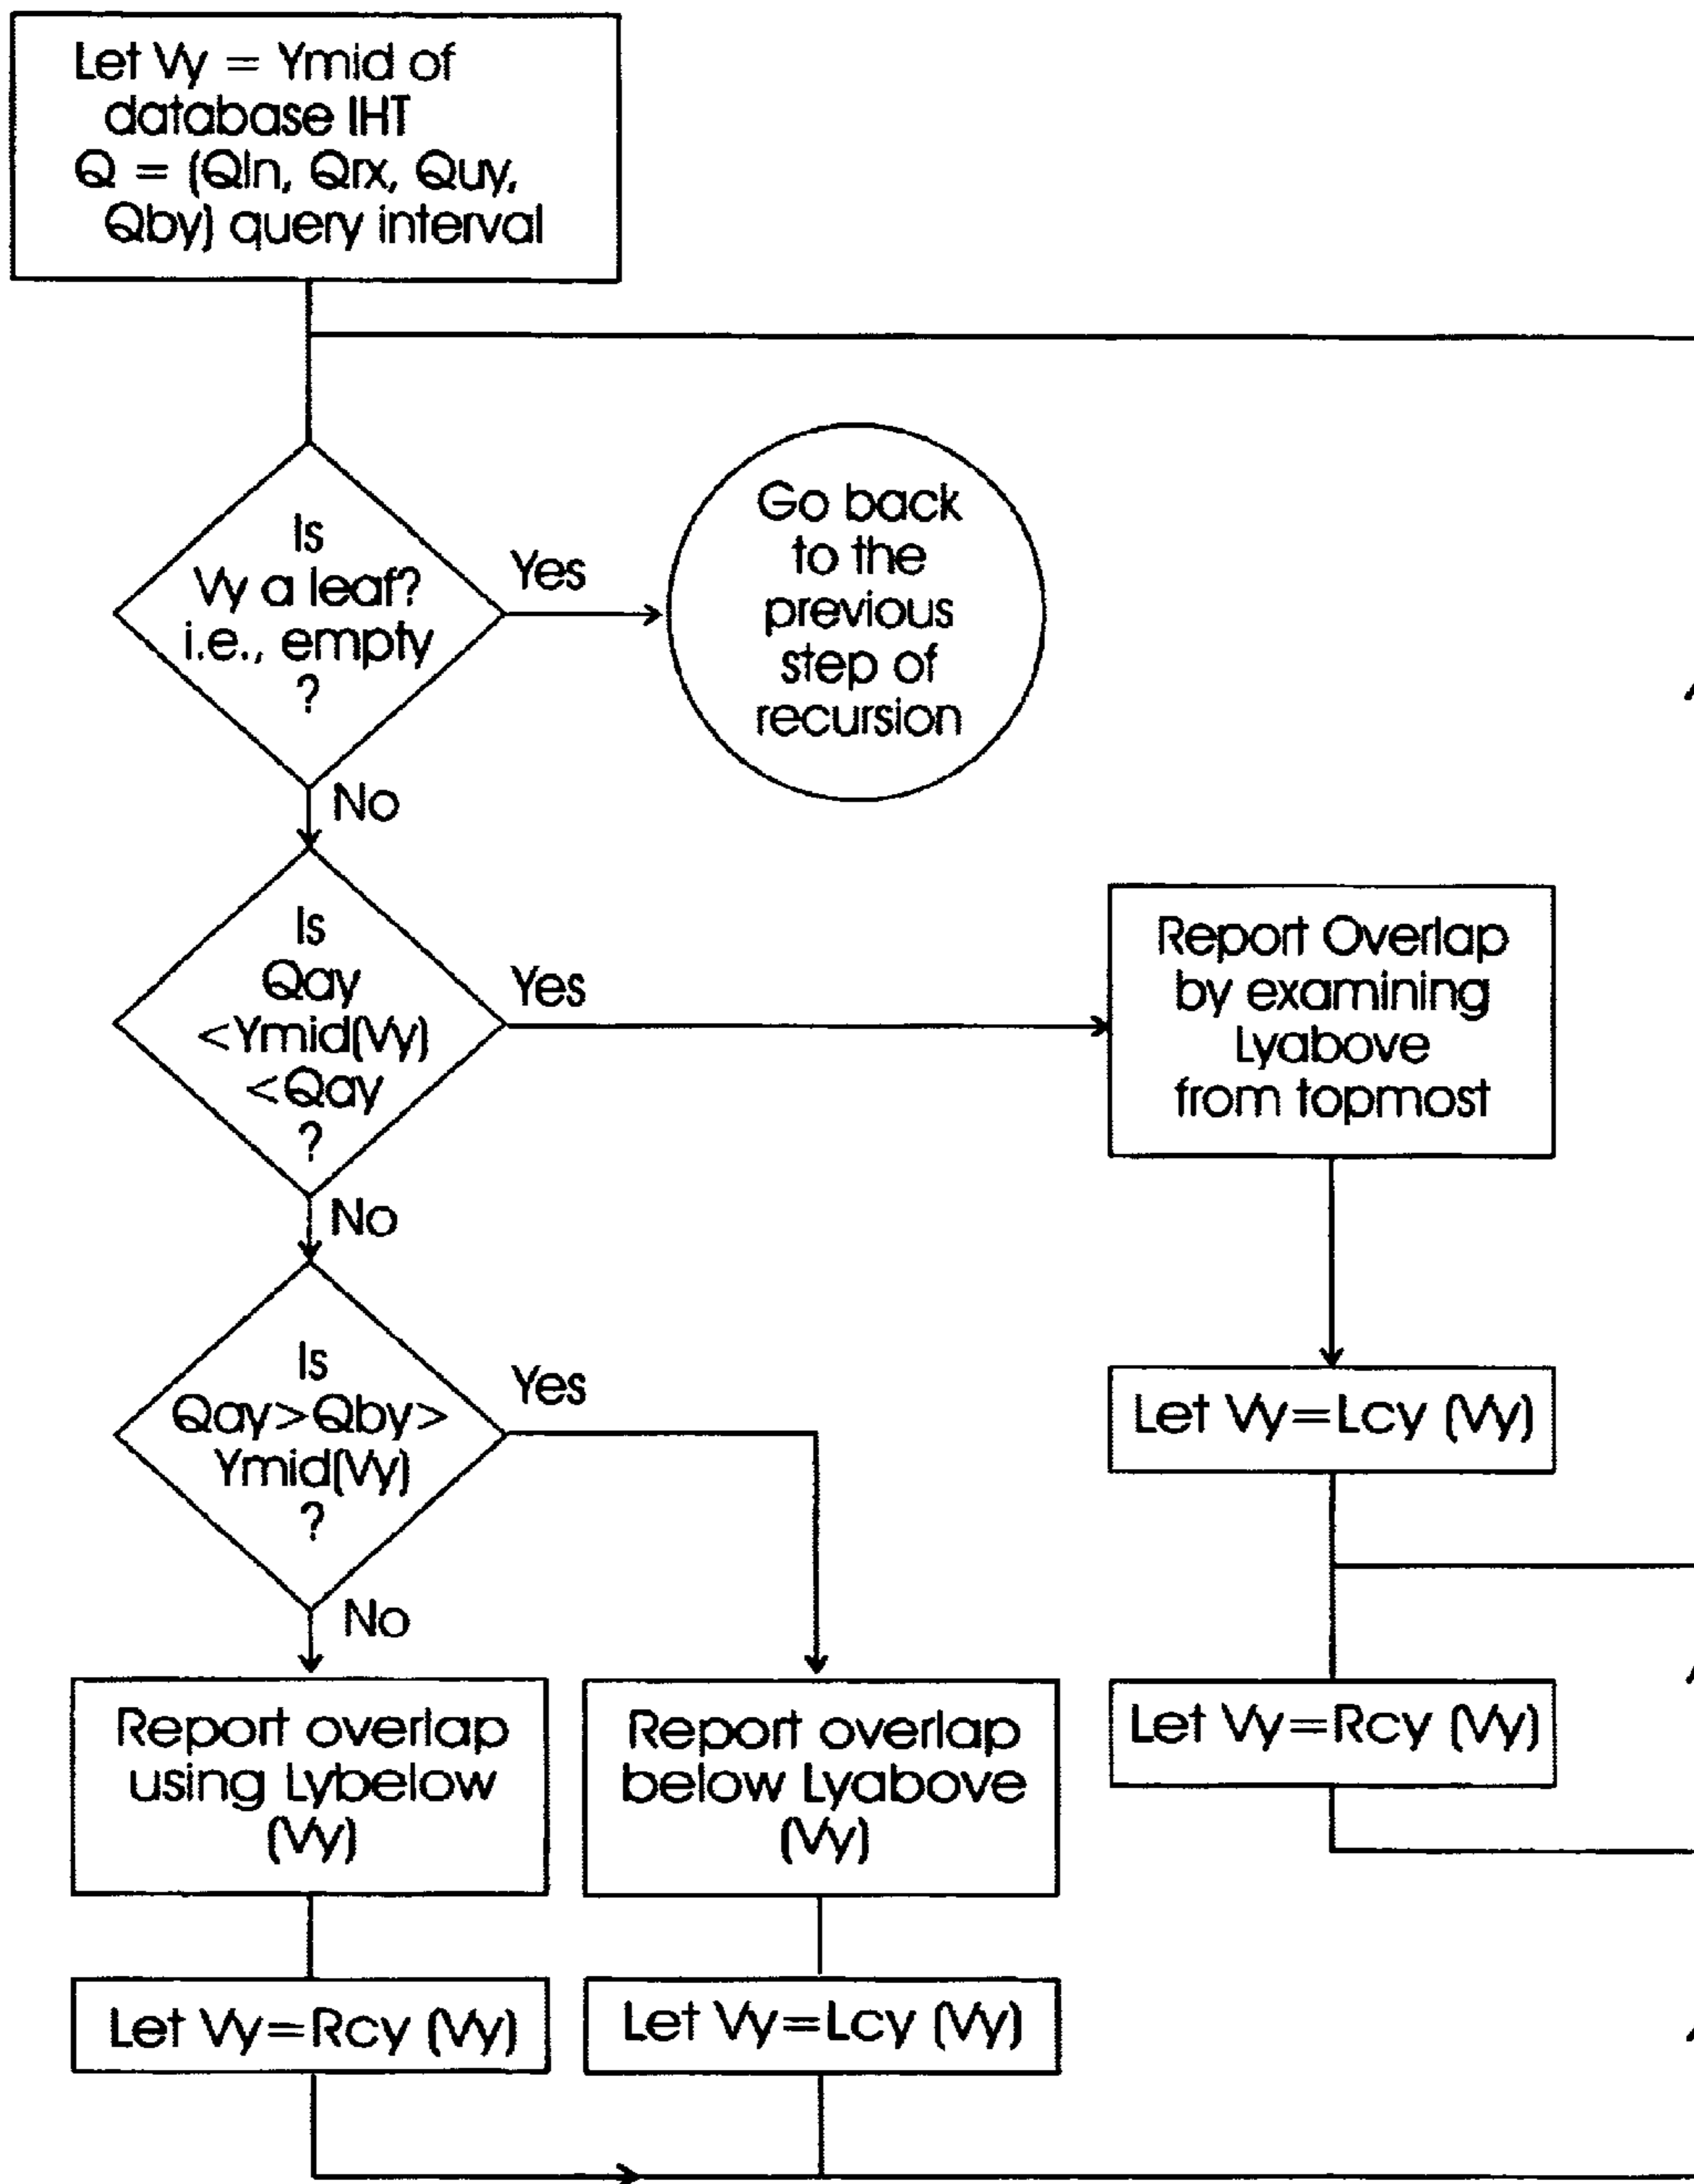 Let Vy = Ymid of
database IHT
Q = (Qln, Qrx, Quy,
Qby) query interval
Is
Vy a leaf?
i.e., empty
?
Yes
Go back
to the
previous
step of
recursion
No
Is
Qay
<Ymid(Vy)
<Qay
?
Yes
Report Overlap
by examining
Lyabove
from topmost
No
Let Vy=Lcy (Vy)
Is
Qay>Qby>
Ymid(Vy)
?
Yes
No
Let Vy=Rcy (Vy)
Report overlap
using Lybelow
(Vy)
Report overlap
below Lyabove
(Vy)
Let Vy=Rcy (Vy)
Let Vy=Lcy (Vy)